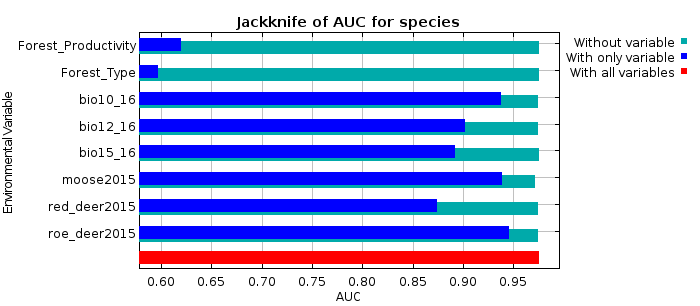 Jackknife of AUC for species
Without variable
With only variable
With all variables
Environmental Variable
Forest_Productivity
Forest_Type
bio10_16
bio12_16
bio15_16
moose2015
red_deer2015
roe_deer2015
0.60 0.65 0.70 0.75 0.80 0.85 0.90 0.95
AUC